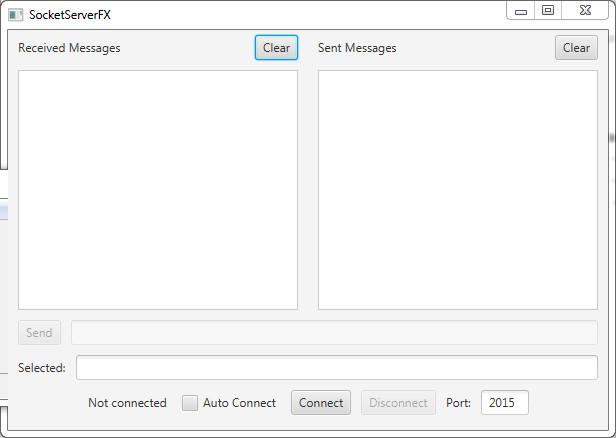 SocketServerFX
Received Messages Clear Sent Messages Clear
Send
Selected:
Not connected Auto Connect Connect Disconnect Port: 2015